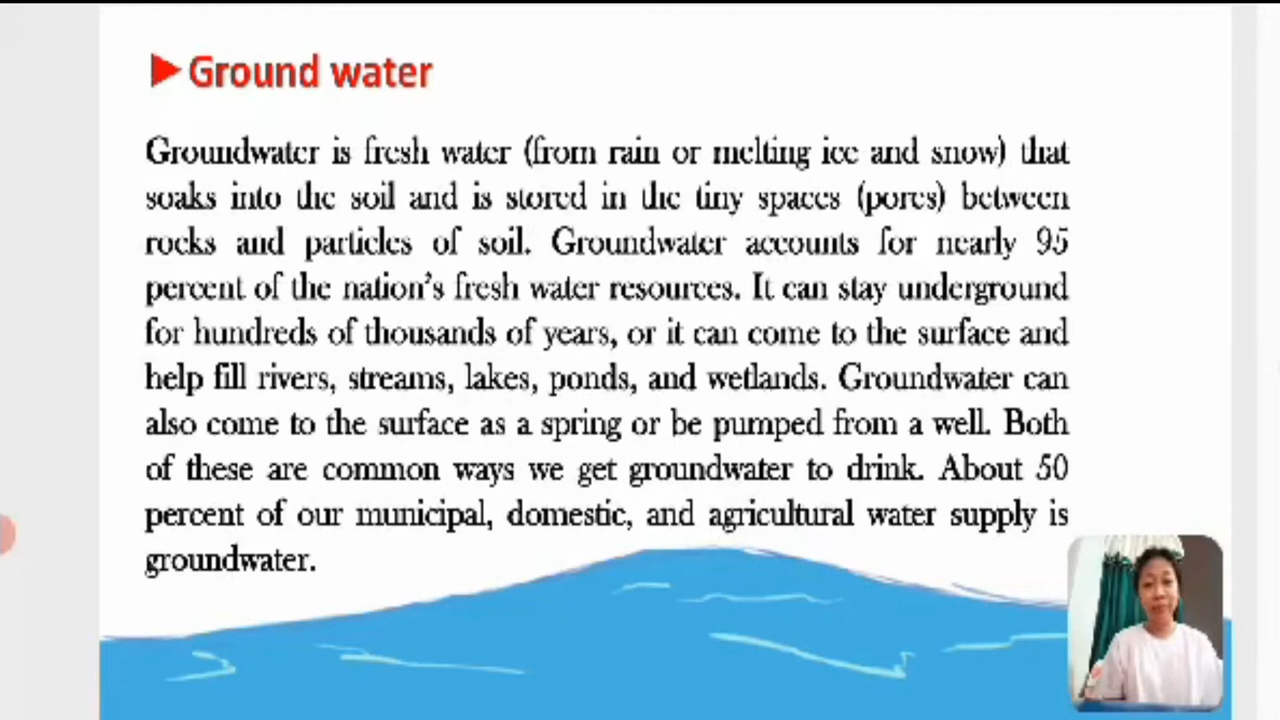 Ground water
Groundwater is fresh water (from rain or melting ice and snow) that
soaks into the soil and is stored in the tiny spaces (pores) between
rocks and particles of soil. Groundwater accounts for nearly 95
percent of the nation's fresh water resources. It can stay underground
for hundreds of thousands of years, or it can come to the surface and
help fill rivers, streams, lakes, ponds, and wetlands. Groundwater can
also come to the surface as a spring or be pumped from a well. Both
of these are common ways we get groundwater to drink. About 50
percent of our municipal, domestic, and agricultural water supply is
groundwater.